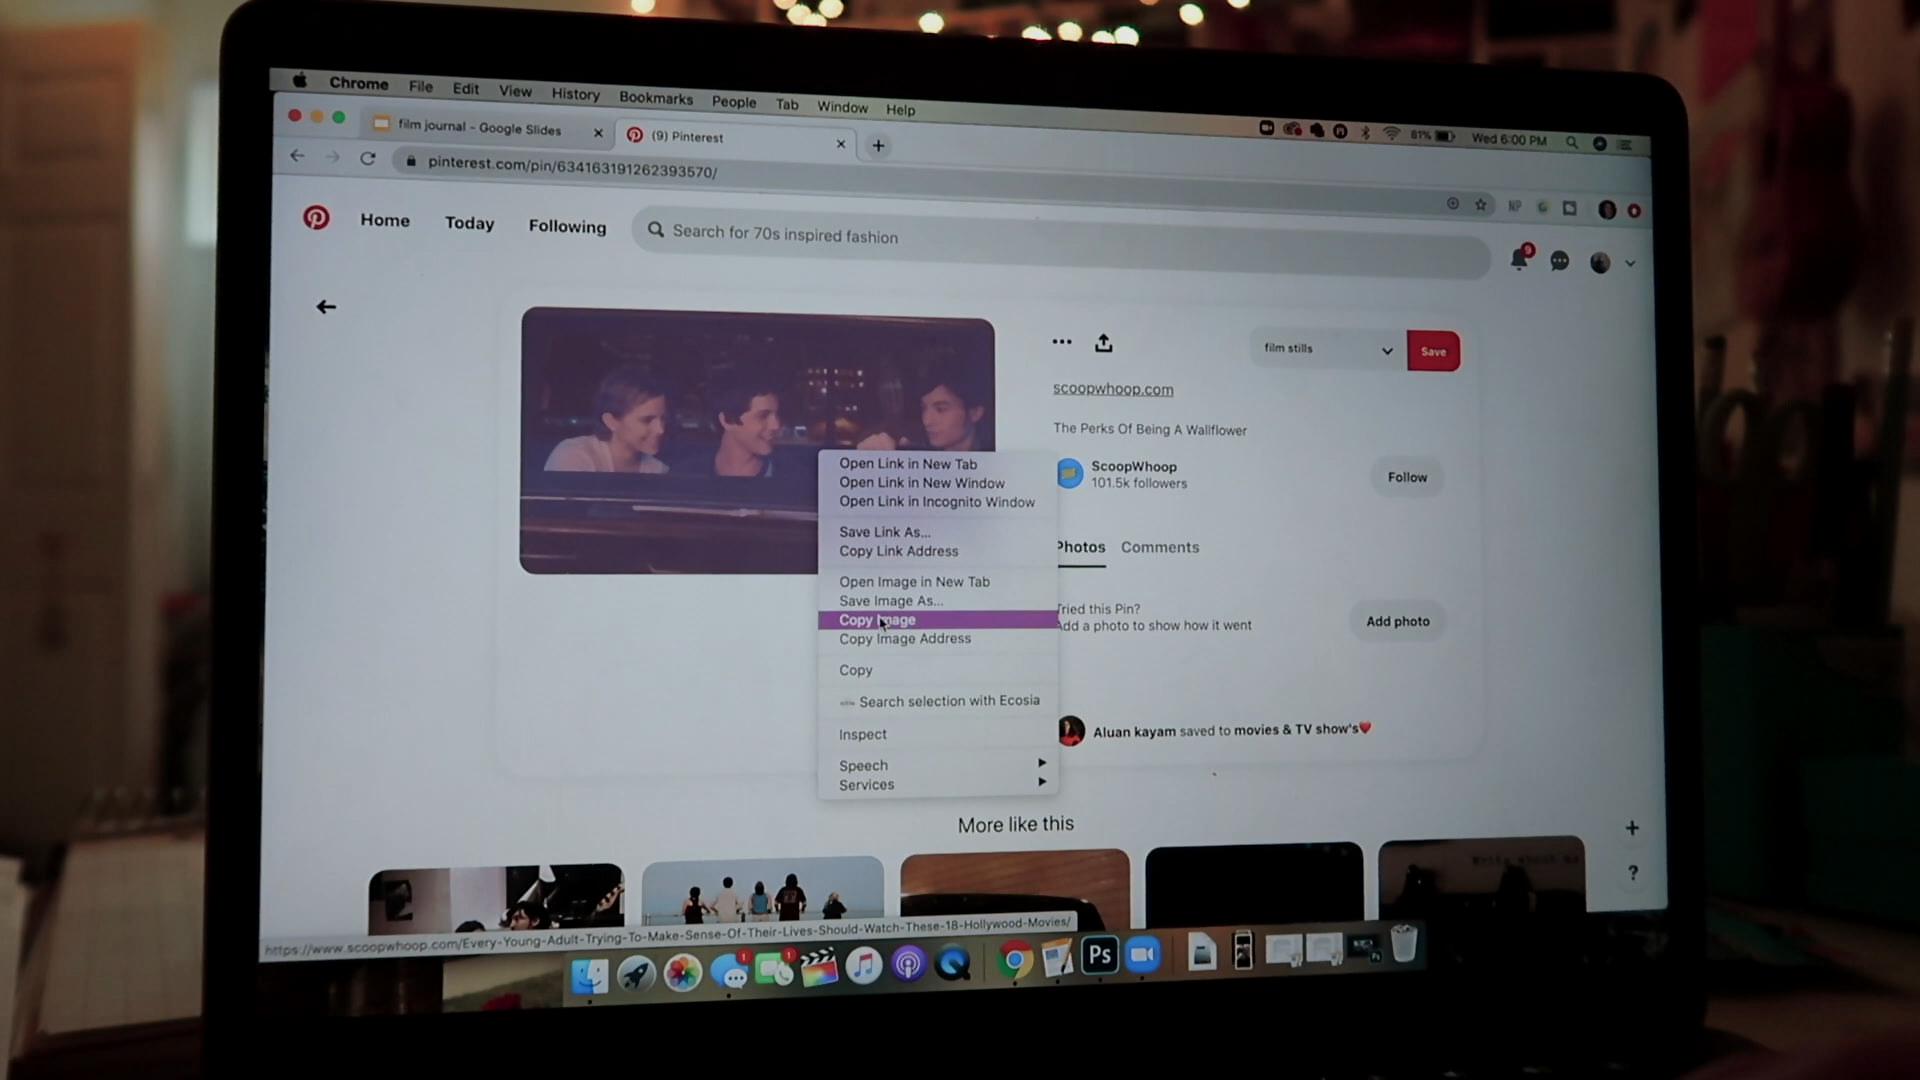 Chrome File Edit View History Bookmarks People Tab Window Help
81% Wed 6:00 PM
film journal - Google Slides
(9) Pinterest
pinterest.com/pin/634163191262393570/
NP
Home Today Following
Search for 70s inspired fashion
9
film stills
Save
scoopwhoop.com
The Perks Of Being A Wallflower
ScoopWhoop
101.5k followers
Follow
Open Link in New Tab
Open Link in New Window
Open Link in Incognito Window
Save Link As...
Copy Link Address
Open Image in New Tab
Save Image As...
Copy Image
Copy Image Address
Copy
Search selection with Ecosia
Inspect
Speech
Services
Photos Comments
Tried this Pin?
Add a photo to show how it went
Add photo
Aluan kayam saved to movies & TV show's❤
More like this
+
?
https://www.scoopwhoop.com/Every-Young-Adult-Trying-To-Make-Sense-Of-Their-Lives-Should-Watch-These-18-Hollywood-Movies/
1
1
Ps